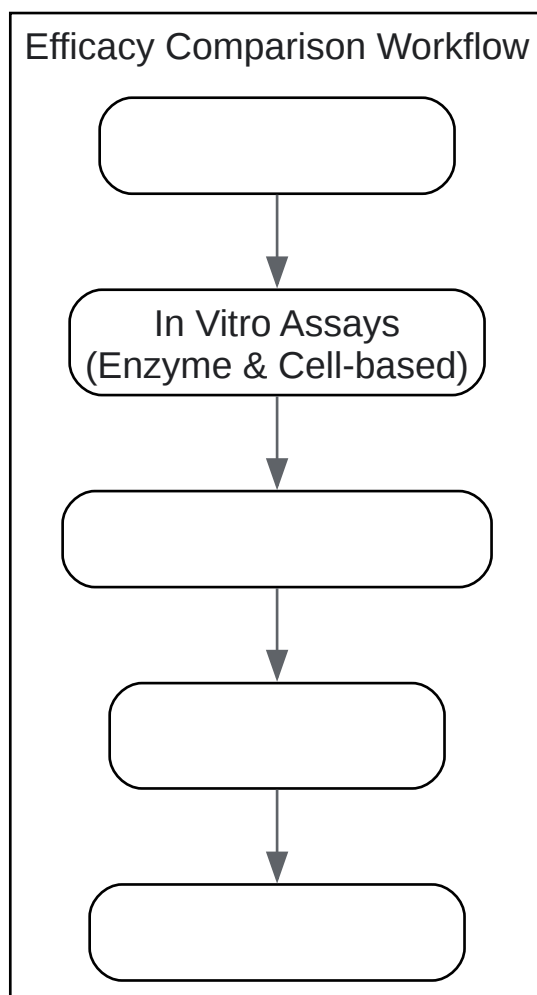 Efficacy Comparison Workflow
In Vitro Assays
(Enzyme & Cell-based)